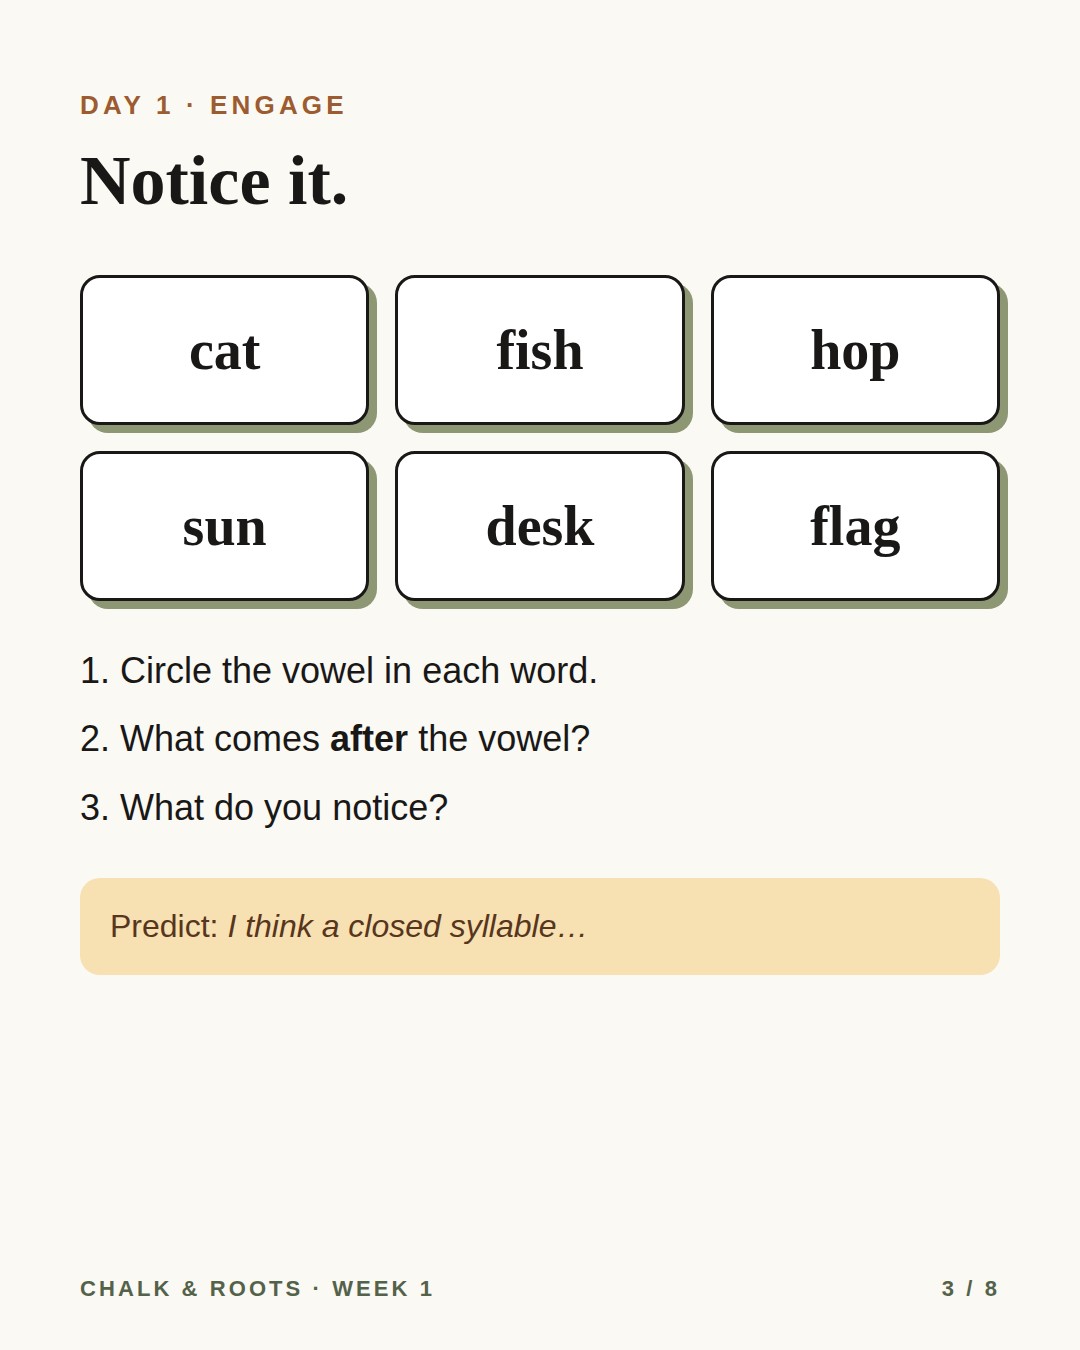 DAY 1 · ENGAGE
Notice it.
cat fish hop
sun desk flag
1. Circle the vowel in each word.
2. What comes after the vowel?
3. What do you notice?
Predict: I think a closed syllable…
CHALK & ROOTS · WEEK 1 3 / 8